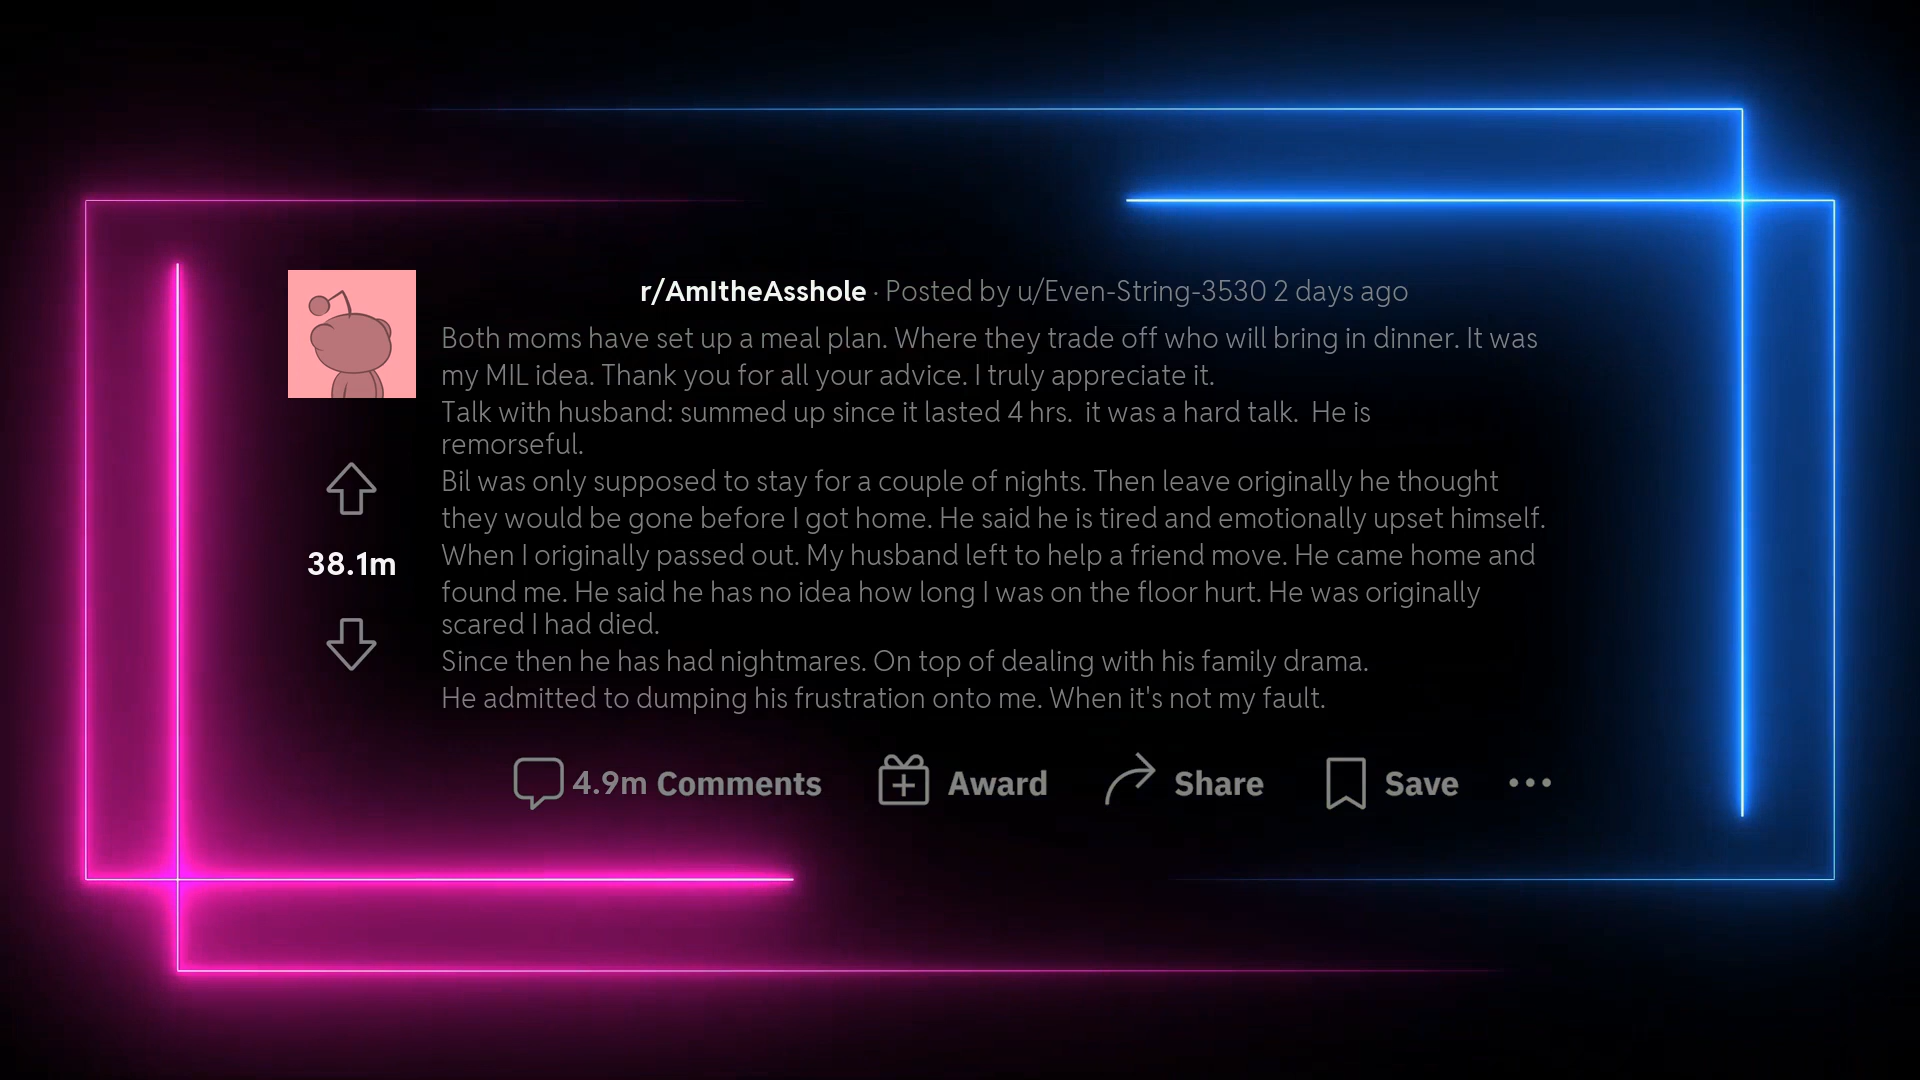 r/AmItheAsshole · Posted by u/Even-String-3530 2 days ago
Both moms have set up a meal plan. Where they trade off who will bring in dinner. It was
my MIL idea. Thank you for all your advice. I truly appreciate it.
Talk with husband: summed up since it lasted 4 hrs.  it was a hard talk.  He is
remorseful.
Bil was only supposed to stay for a couple of nights. Then leave originally he thought
they would be gone before I got home. He said he is tired and emotionally upset himself.
When I originally passed out. My husband left to help a friend move. He came home and
found me. He said he has no idea how long I was on the floor hurt. He was originally
scared I had died.
Since then he has had nightmares. On top of dealing with his family drama.
He admitted to dumping his frustration onto me. When it's not my fault.
38.1m
4.9m Comments Award Share Save